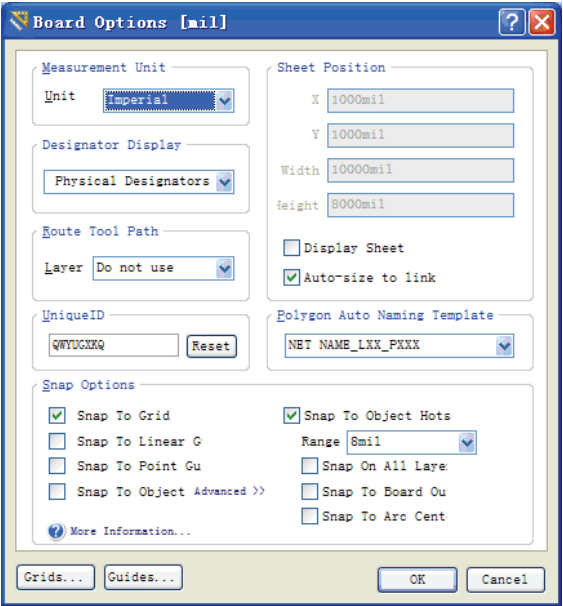 Board Options [mil]
Measurement Unit
Unit
Imperial
Designator Display
Physical Designators
Route Tool Path
Layer
Do not use
UniqueID
QWYUGXKQ
Reset
Sheet Position
X
1000mil
Y
1000mil
Width
10000mil
Height
8000mil
Display Sheet
Auto-size to link
Polygon Auto Naming Template
NET NAME_LXX_PXXX
Snap Options
Snap To Grid
Snap To Linear G
Snap To Point Gu
Snap To Object Advanced >>
More Information...
Snap To Object Hots
Range
8mil
Snap On All Laye
Snap To Board Ou
Snap To Arc Cent
Grids...
Guides...
OK
Cancel